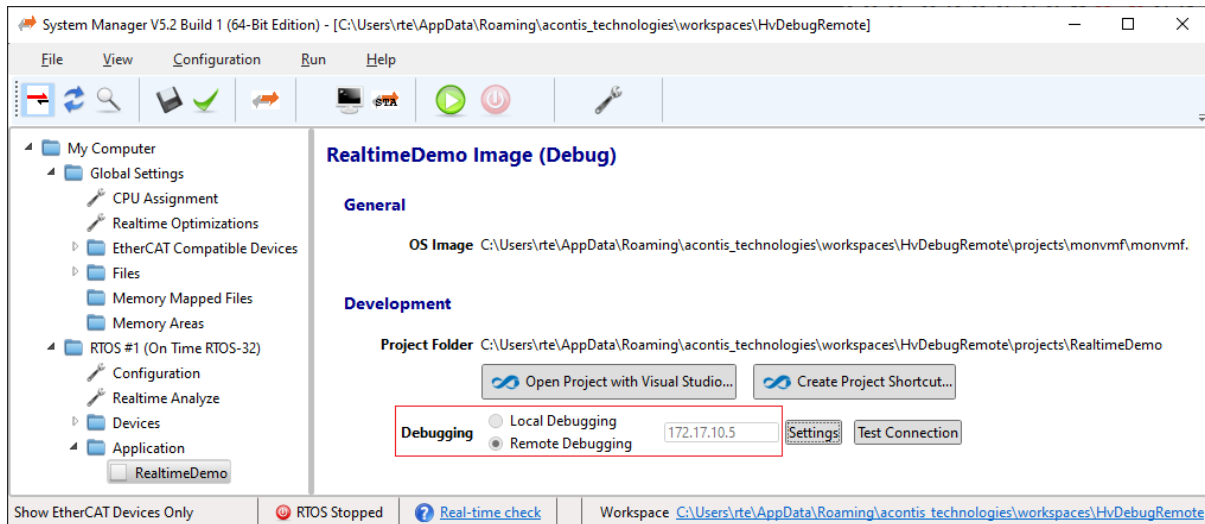 System Manager V5.2 Build 1 (64-Bit Edition) - [C:\Users\rte\AppData\Roaming\acontis_technologies\workspaces\HvDebugRemote]
File View Configuration Run Help
STA
My Computer
Global Settings
CPU Assignment
Realtime Optimizations
EtherCAT Compatible Devices
Files
Memory Mapped Files
Memory Areas
RTOS #1 (On Time RTOS-32)
Configuration
Realtime Analyze
Devices
Application
RealtimeDemo
RealtimeDemo Image (Debug)
General
OS Image C:\Users\rte\AppData\Roaming\acontis_technologies\workspaces\HvDebugRemote\projects\monvmf\monvmf.
Development
Project Folder C:\Users\rte\AppData\Roaming\acontis_technologies\workspaces\HvDebugRemote\projects\RealtimeDemo
Open Project with Visual Studio... Create Project Shortcut...
Debugging
Local Debugging
Remote Debugging
172.17.10.5 Settings Test Connection
Show EtherCAT Devices Only RTOS Stopped Real-time check Workspace C:\Users\rte\AppData\Roaming\acontis_technologies\workspaces\HvDebugRemote